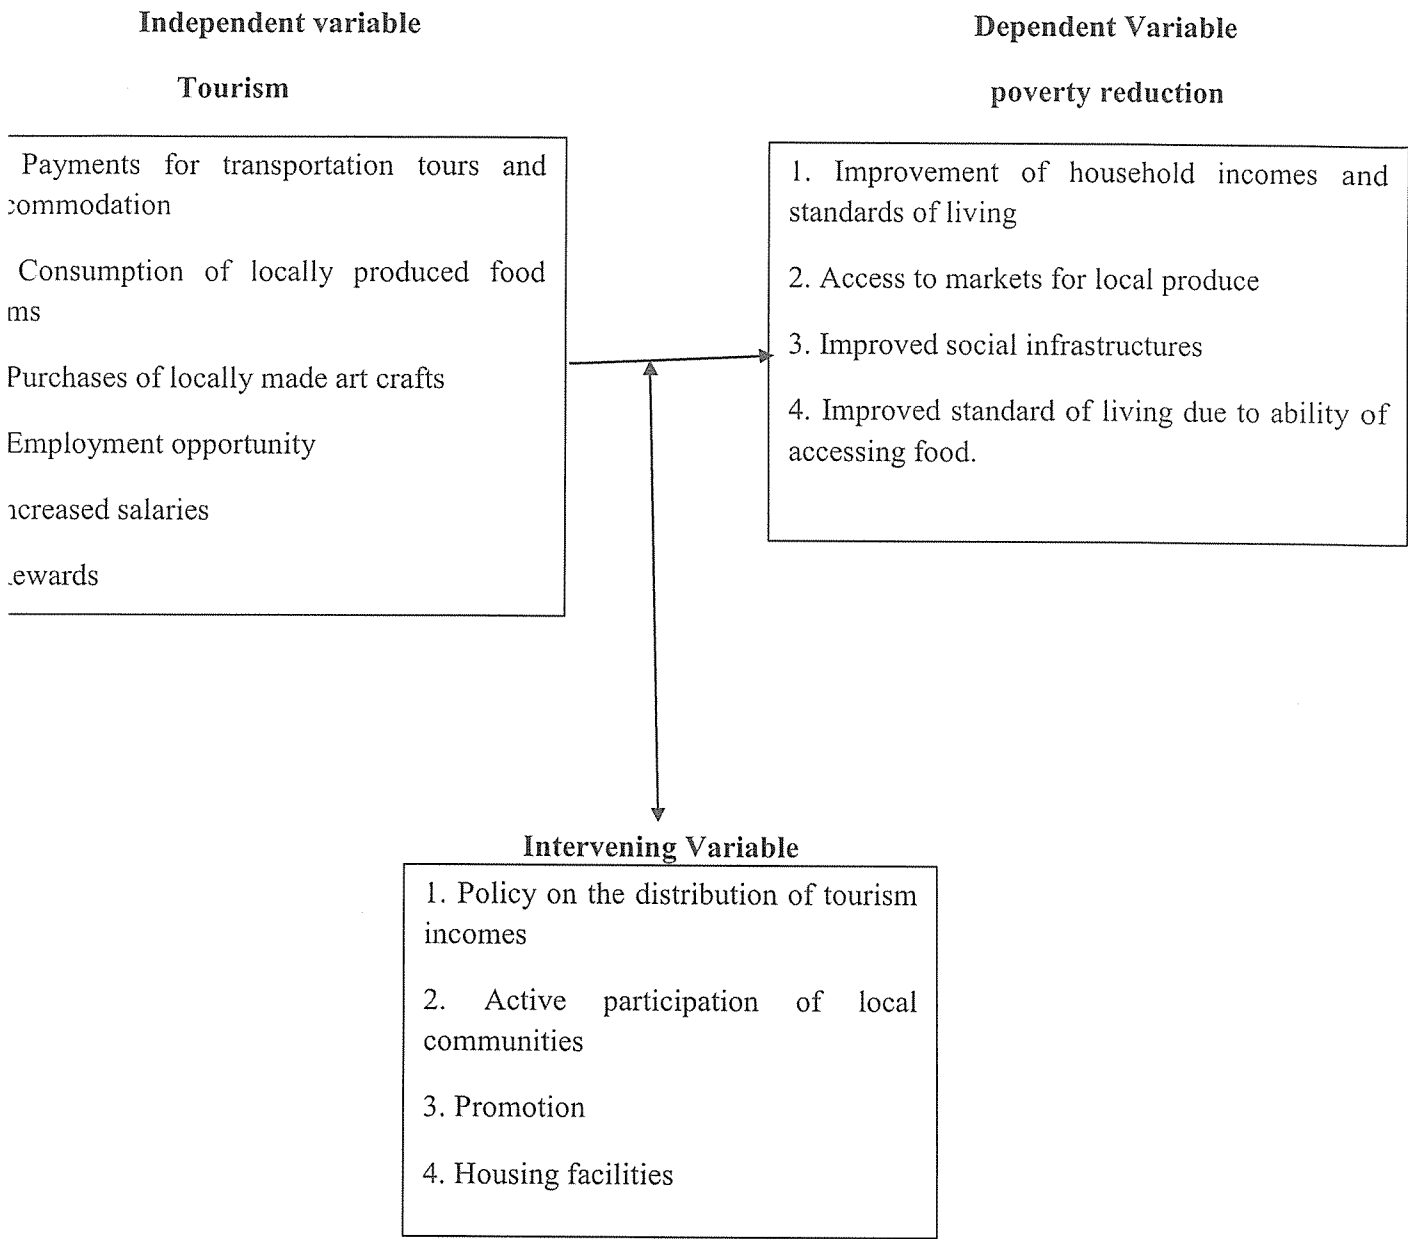 Independent variable
Tourism
Payments for transportation tours and
commodation
Consumption of locally produced food
ms
Purchases of locally made art crafts
Employment opportunity
ncreased salaries
ewards
Dependent Variable
poverty reduction
1. Improvement of household incomes and
standards of living
2. Access to markets for local produce
3. Improved social infrastructures
4. Improved standard of living due to ability of
accessing food.
Intervening Variable
1. Policy on the distribution of tourism
incomes
2. Active participation of local
communities
3. Promotion
4. Housing facilities